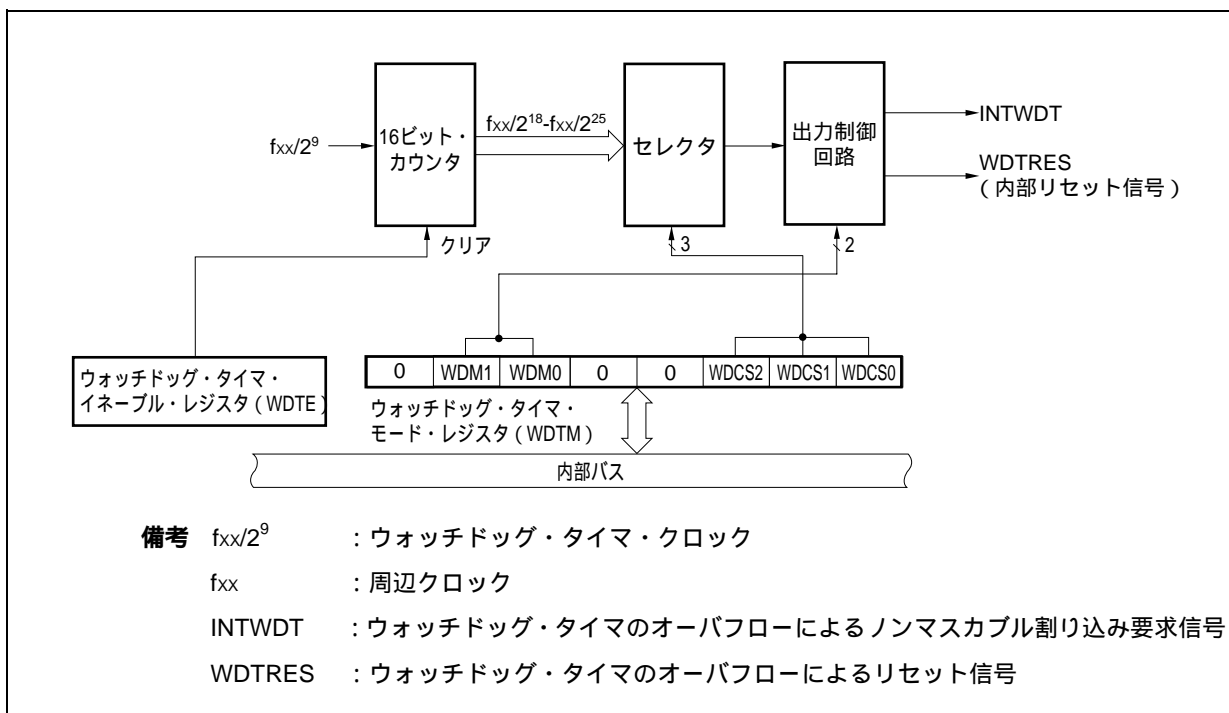 fxx/2⁹
16ビット・
カウンタ
fxx/2¹⁸-fxx/2²⁵
セレクタ
出力制御
回路
INTWDT
WDTRES
(内部リセット信号)
クリア
3
2
ウォッチドッグ・タイマ・
イネーブル・レジスタ(WDTE)
0 WDM1 WDM0 0 0 WDCS2 WDCS1 WDCS0
ウォッチドッグ・タイマ・
モード・レジスタ(WDTM)
内部バス
備考 fxx/2⁹ :ウォッチドッグ・タイマ・クロック
fxx :周辺クロック
INTWDT :ウォッチドッグ・タイマのオーバフローによるノンマスカブル割り込み要求信号
WDTRES :ウォッチドッグ・タイマのオーバフローによるリセット信号